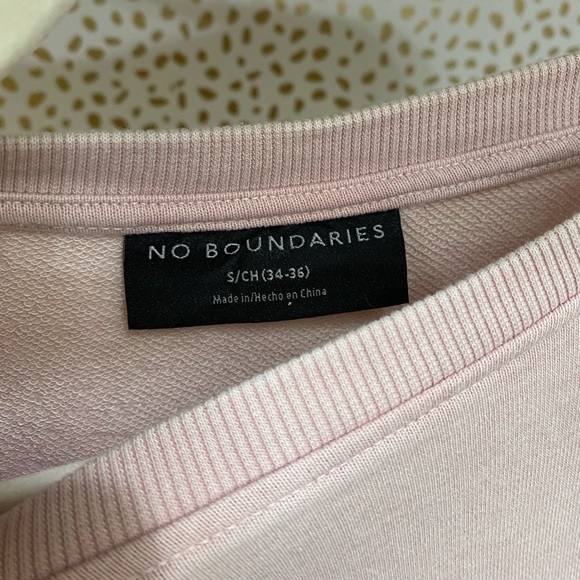 NO BOUNDARIES
S/CH (34-36)
Made in/Hecho en China